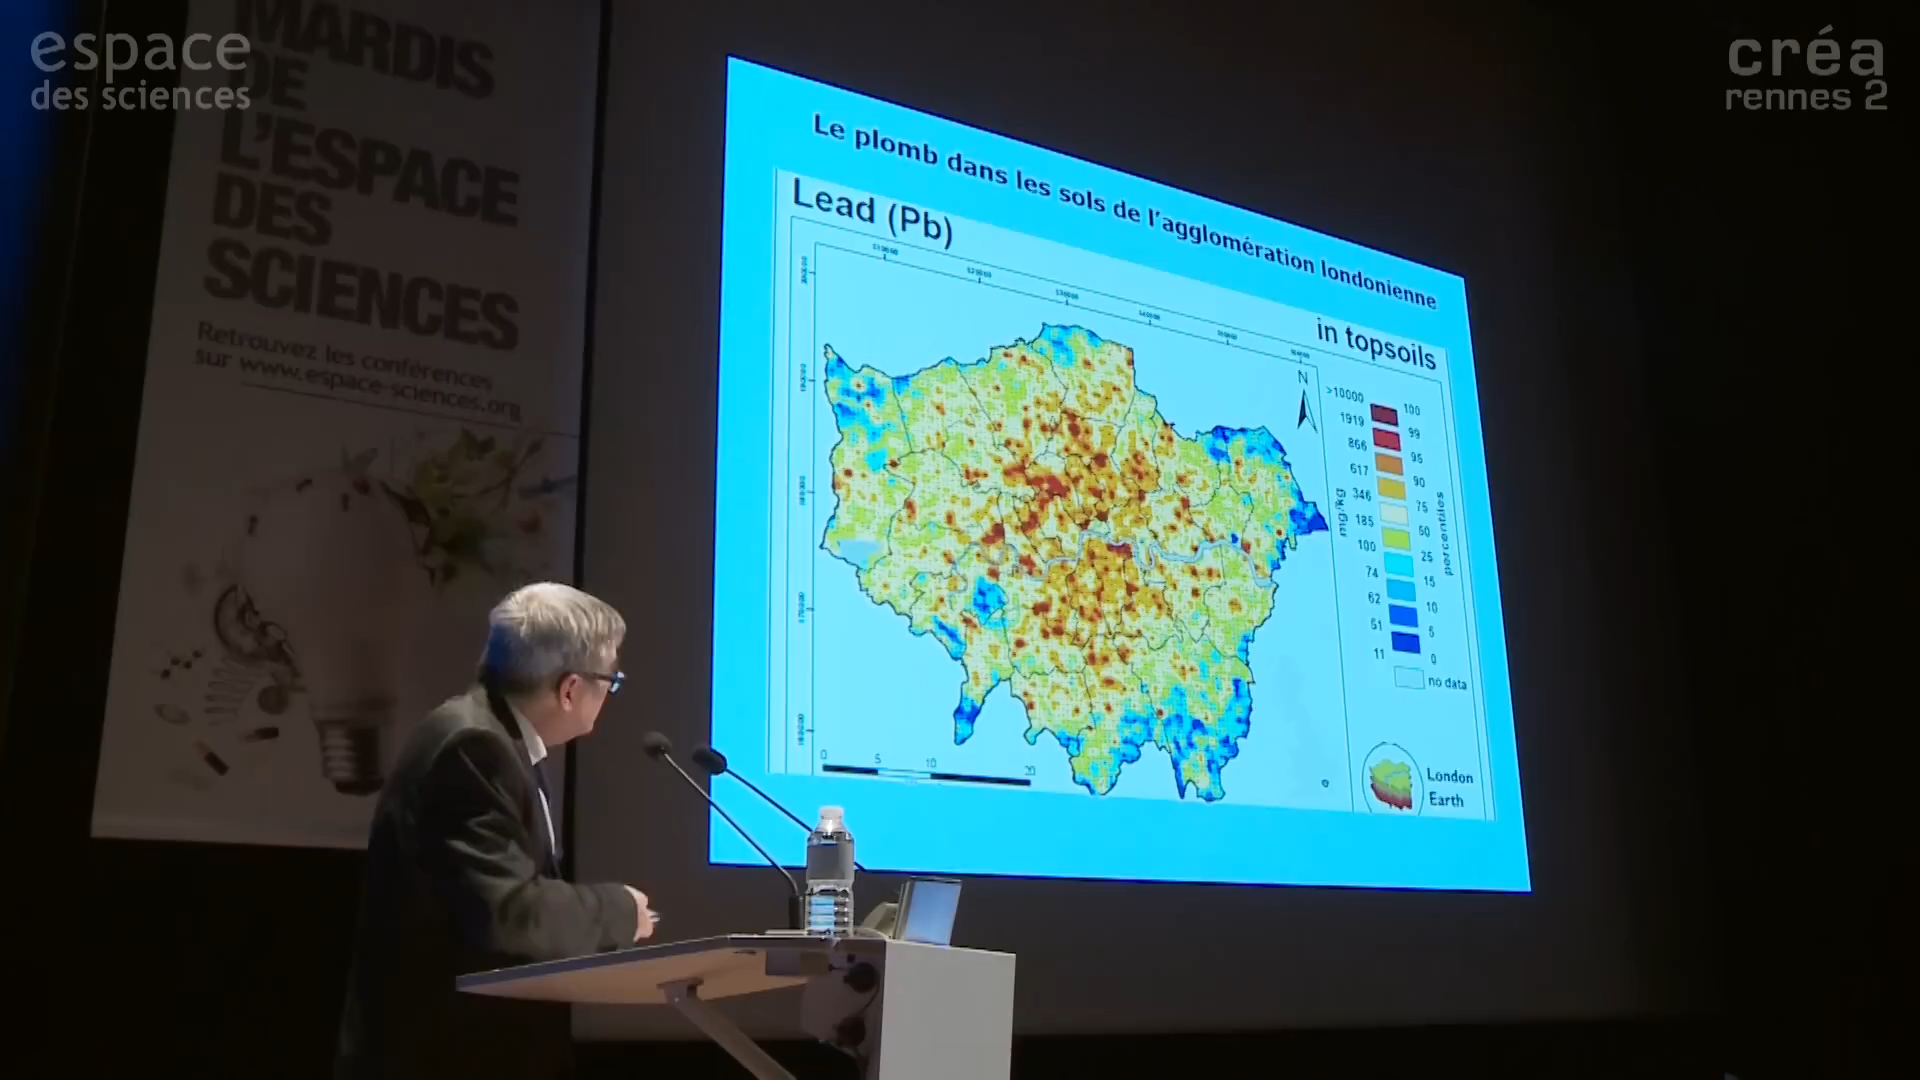 espace
des sciences
MARDIS
DE
L'ESPACE
DES
SCIENCES
Retrouvez les conférences
sur www.espace-sciences.org
créa
rennes 2
Le plomb dans les sols de l'agglomération londonienne
Lead (Pb)
in topsoils
N
>10000 100
1919 99
866 95
617 90
346 75
185 50
100 25
74 15
62 10
51 5
11 0
mg/kg
percentiles
no data
0 5 10 20
London
Earth